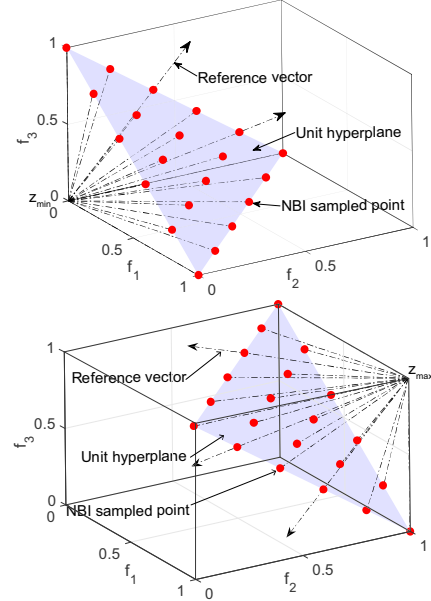 1
Reference vector
0.5
f3
Unit hyperplane
zmin
0
0
NBI sampled point
0.5
1
f1
0.5
1
0
f2
1
Reference vector
zmax
0.5
f3
Unit hyperplane
0
NBI sampled point
0
0.5
1
f1
0.5
1
0
f2